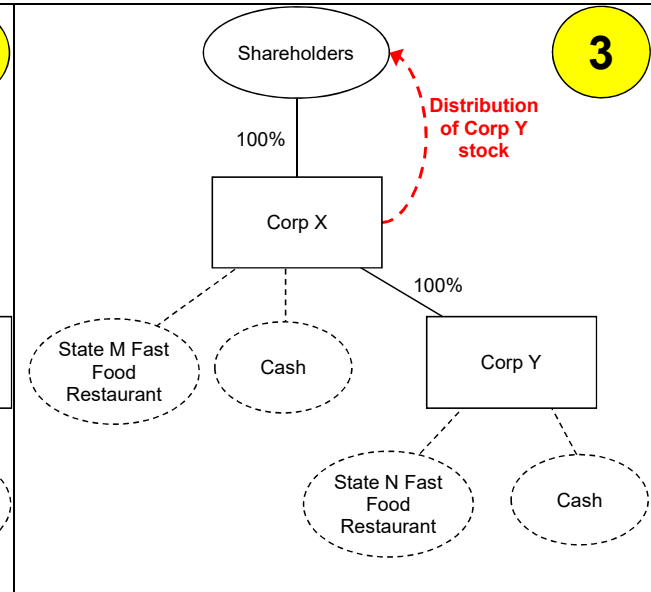 Shareholders
3
Distribution
of Corp Y
stock
100%
Corp X
100%
State M Fast
Food
Restaurant
Cash
Corp Y
State N Fast
Food
Restaurant
Cash